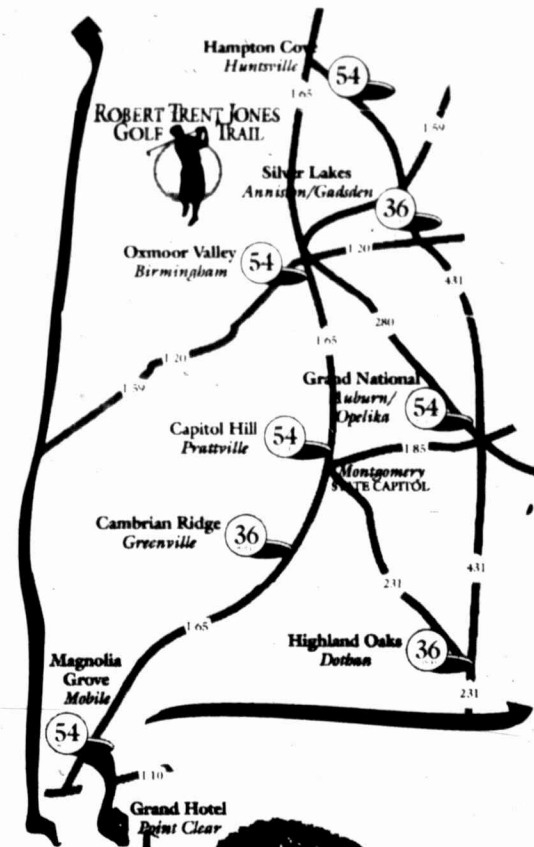 Hampton Cove
Huntsville
54
I-65
ROBERT TRENT JONES
GOLF TRAIL
I-59
Silver Lakes
Anniston/Gadsden
36
Oxmoor Valley
Birmingham
54
I-20
431
280
I-65
I-20
I-59
Grand National
Auburn/
Opelika
54
Capitol Hill
Prattville
54
I-85
Montgomery
STATE CAPITOL
Cambrian Ridge
Greenville
36
431
231
I-65
Highland Oaks
Dothan
36
231
Magnolia
Grove
Mobile
54
I-10
Grand Hotel
Point Clear